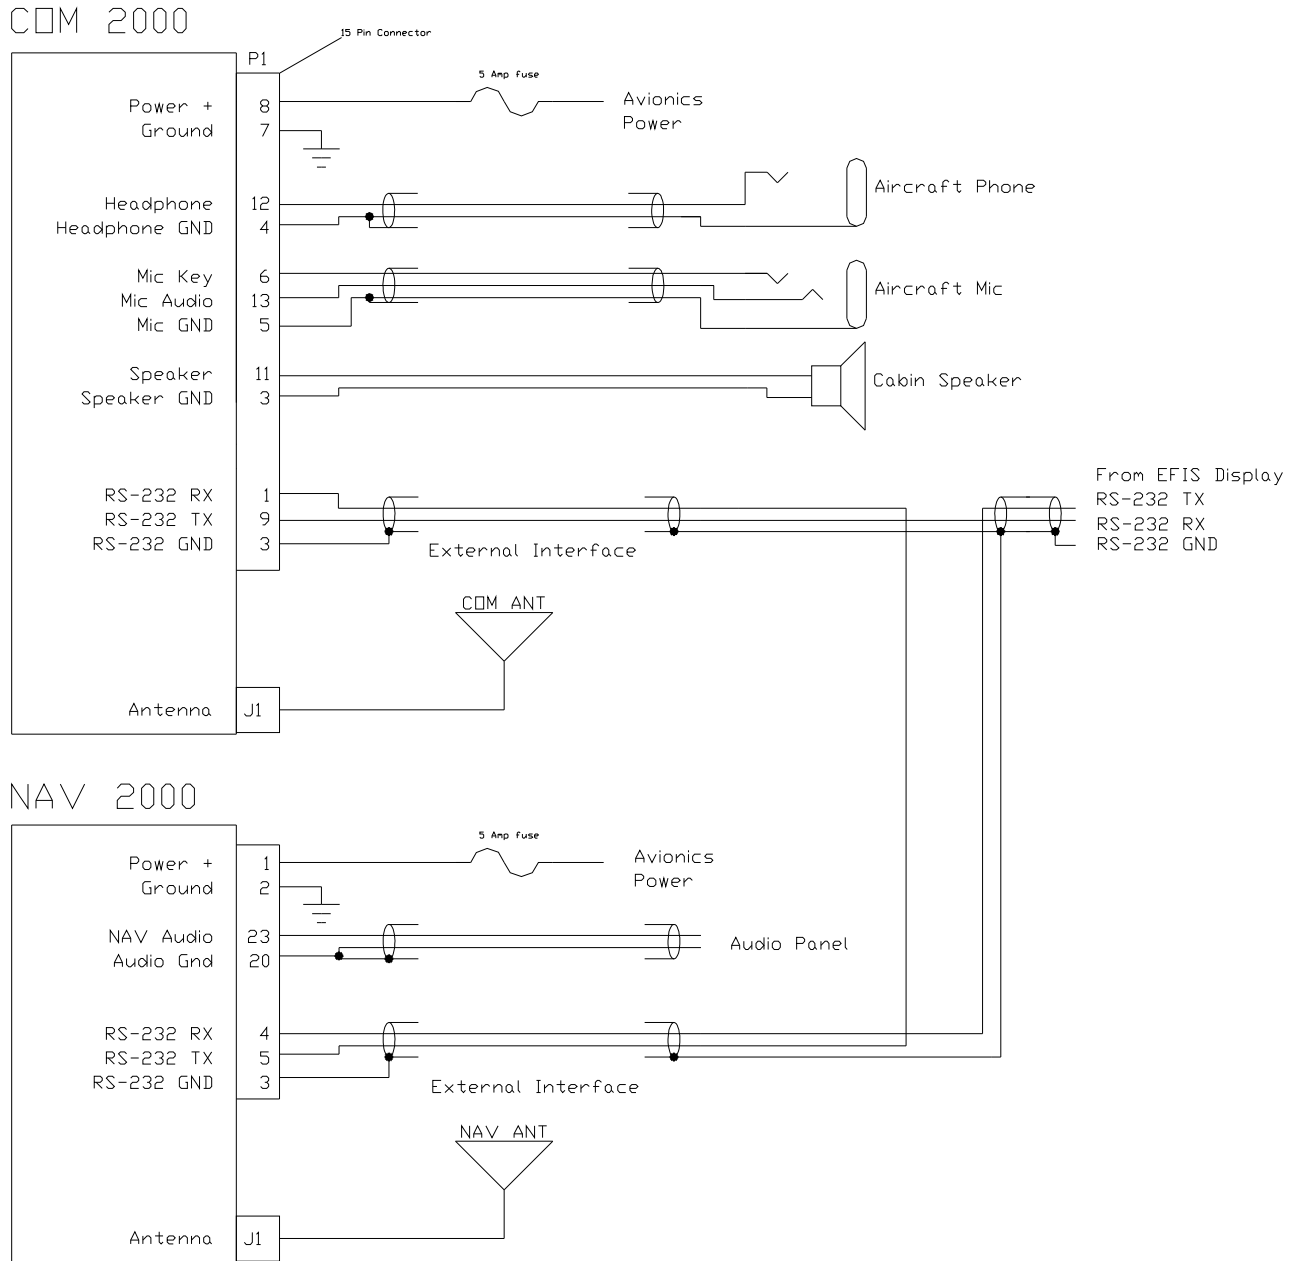 COM 2000
15 Pin Connector
P1
5 Amp fuse
Power + 8 Avionics
Ground 7 Power
Headphone 12 Aircraft Phone
Headphone GND 4
Mic Key 6
Mic Audio 13 Aircraft Mic
Mic GND 5
Speaker 11 Cabin Speaker
Speaker GND 3
From EFIS Display
RS-232 RX 1 RS-232 TX
RS-232 TX 9 RS-232 RX
RS-232 GND 3 RS-232 GND
External Interface
COM ANT
Antenna J1
NAV 2000
5 Amp fuse
Power + 1 Avionics
Ground 2 Power
NAV Audio 23 Audio Panel
Audio Gnd 20
RS-232 RX 4
RS-232 TX 5
RS-232 GND 3
External Interface
NAV ANT
Antenna J1